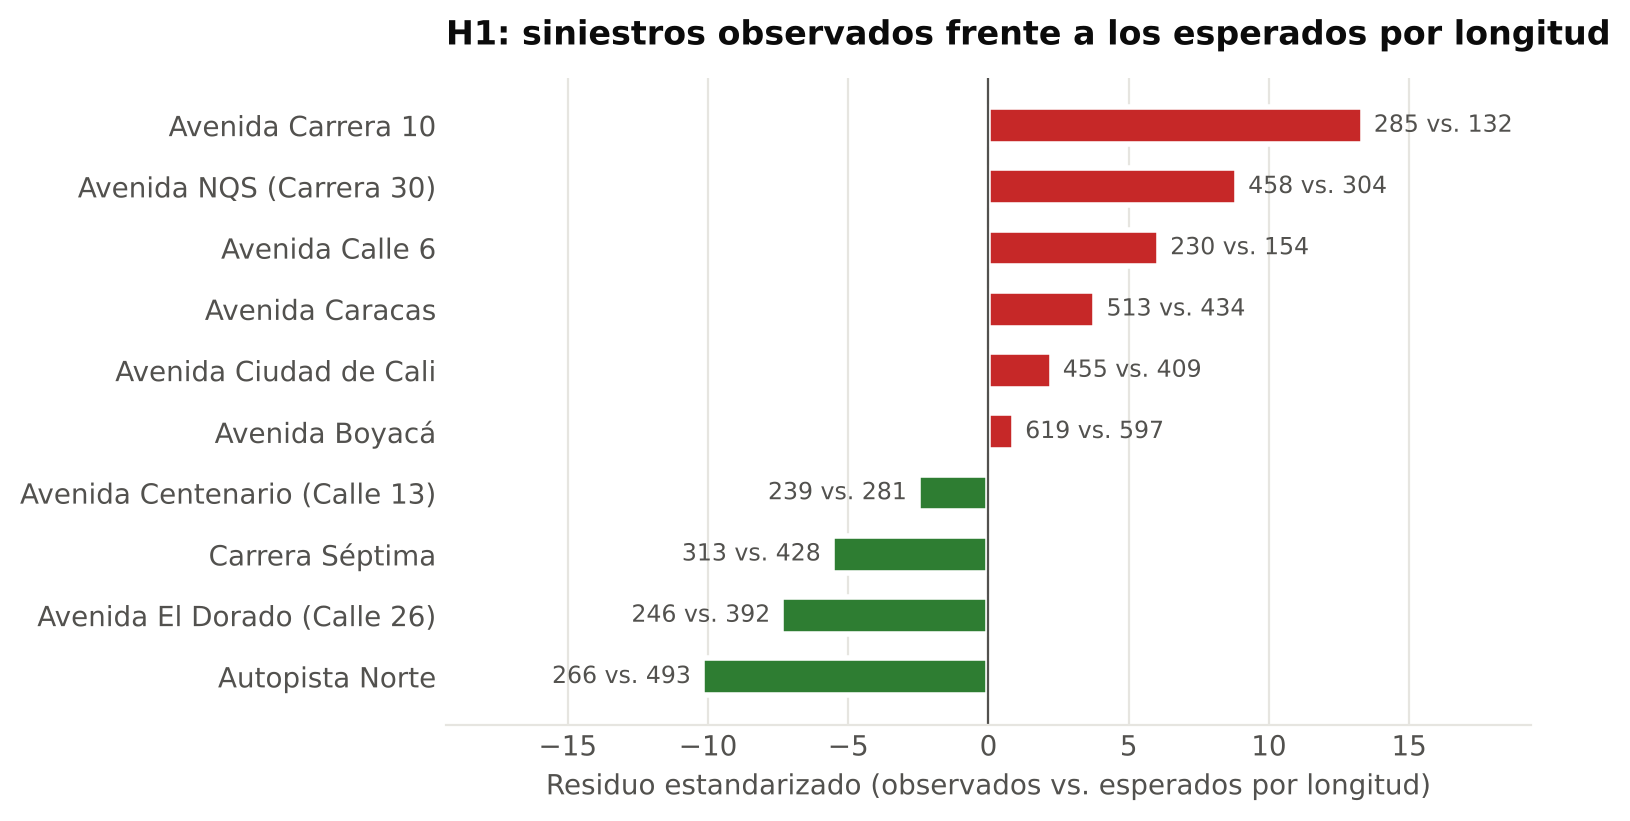 H1: siniestros observados frente a los esperados por longitud
Avenida Carrera 10
285 vs. 132
Avenida NQS (Carrera 30)
458 vs. 304
Avenida Calle 6
230 vs. 154
Avenida Caracas
513 vs. 434
Avenida Ciudad de Cali
455 vs. 409
Avenida Boyacá
619 vs. 597
Avenida Centenario (Calle 13)
239 vs. 281
Carrera Séptima
313 vs. 428
Avenida El Dorado (Calle 26)
246 vs. 392
Autopista Norte
266 vs. 493
−15 −10 −5 0 5 10 15
Residuo estandarizado (observados vs. esperados por longitud)